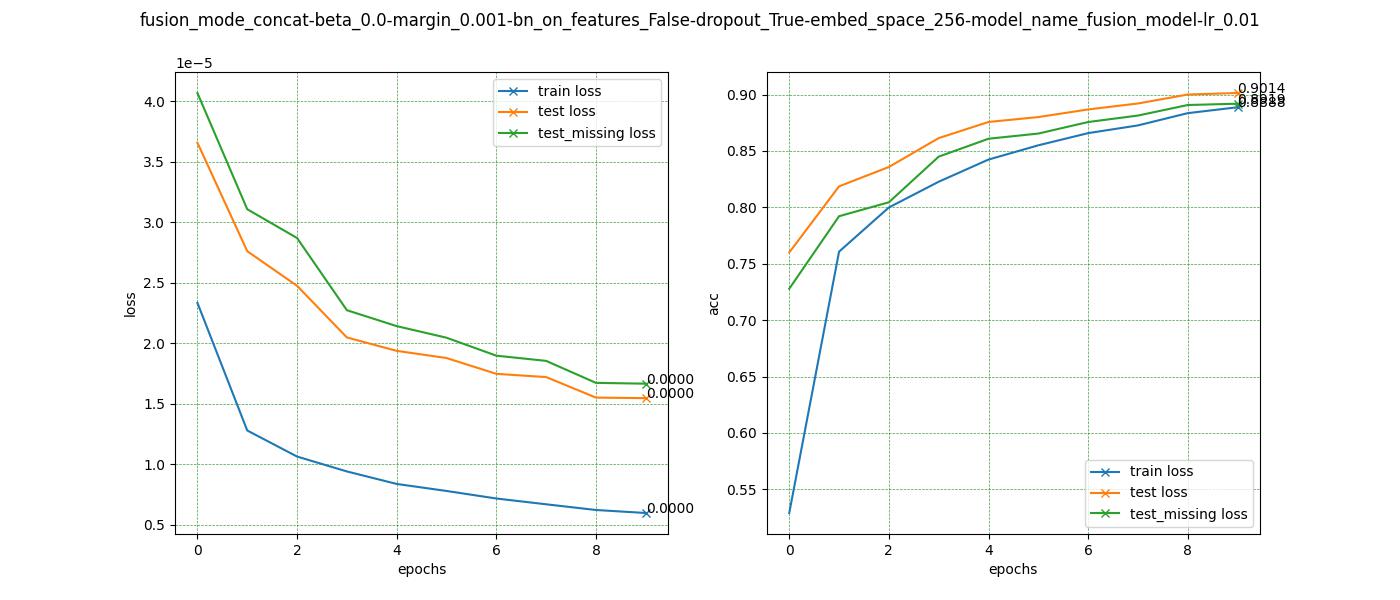 fusion_mode_concat-beta_0.0-margin_0.001-bn_on_features_False-dropout_True-embed_space_256-model_name_fusion_model-lr_0.01
1e−5
4.0
3.5
3.0
2.5
2.0
1.5
1.0
0.5
loss
0 2 4 6 8
epochs
train loss
test loss
test_missing loss
0.0000
0.0000
0.0000
0.90
0.85
0.80
0.75
0.70
0.65
0.60
0.55
acc
0 2 4 6 8
epochs
0.9014
train loss
test loss
test_missing loss